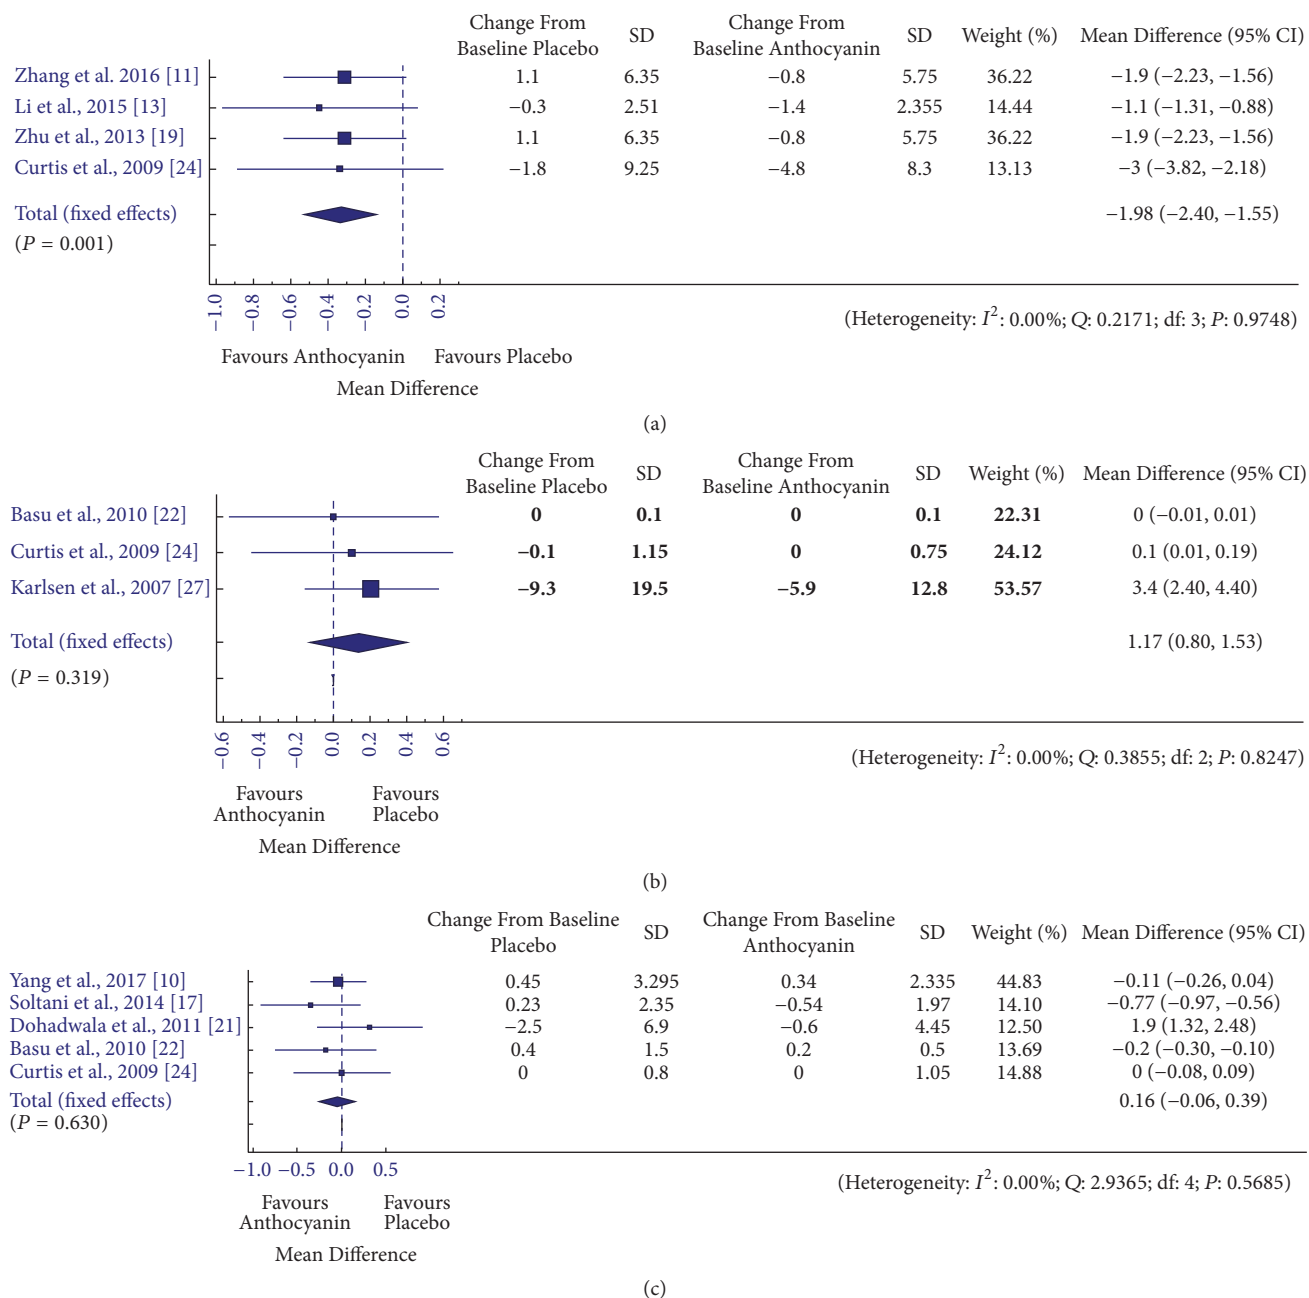 Change From Baseline Placebo SD Change From Baseline Anthocyanin SD Weight (%) Mean Difference (95% CI)
Zhang et al. 2016 [11] 1.1 6.35 −0.8 5.75 36.22 −1.9 (−2.23, −1.56)
Li et al., 2015 [13] −0.3 2.51 −1.4 2.355 14.44 −1.1 (−1.31, −0.88)
Zhu et al., 2013 [19] 1.1 6.35 −0.8 5.75 36.22 −1.9 (−2.23, −1.56)
Curtis et al., 2009 [24] −1.8 9.25 −4.8 8.3 13.13 −3 (−3.82, −2.18)
Total (fixed effects) −1.98 (−2.40, −1.55)
(P = 0.001)
−1.0 −0.8 −0.6 −0.4 −0.2 0.0 0.2
(Heterogeneity: I²: 0.00%; Q: 0.2171; df: 3; P: 0.9748)
Favours Anthocyanin Favours Placebo
Mean Difference
(a)
Change From Baseline Placebo SD Change From Baseline Anthocyanin SD Weight (%) Mean Difference (95% CI)
Basu et al., 2010 [22] 0 0.1 0 0.1 22.31 0 (−0.01, 0.01)
Curtis et al., 2009 [24] −0.1 1.15 0 0.75 24.12 0.1 (0.01, 0.19)
Karlsen et al., 2007 [27] −9.3 19.5 −5.9 12.8 53.57 3.4 (2.40, 4.40)
Total (fixed effects) 1.17 (0.80, 1.53)
(P = 0.319)
−0.6 −0.4 −0.2 0.0 0.2 0.4 0.6
(Heterogeneity: I²: 0.00%; Q: 0.3855; df: 2; P: 0.8247)
Favours Anthocyanin Favours Placebo
Mean Difference
(b)
Change From Baseline Placebo SD Change From Baseline Anthocyanin SD Weight (%) Mean Difference (95% CI)
Yang et al., 2017 [10] 0.45 3.295 0.34 2.335 44.83 −0.11 (−0.26, 0.04)
Soltani et al., 2014 [17] 0.23 2.35 −0.54 1.97 14.10 −0.77 (−0.97, −0.56)
Dohadwala et al., 2011 [21] −2.5 6.9 −0.6 4.45 12.50 1.9 (1.32, 2.48)
Basu et al., 2010 [22] 0.4 1.5 0.2 0.5 13.69 −0.2 (−0.30, −0.10)
Curtis et al., 2009 [24] 0 0.8 0 1.05 14.88 0 (−0.08, 0.09)
Total (fixed effects) 0.16 (−0.06, 0.39)
(P = 0.630)
−1.0 −0.5 0.0 0.5
(Heterogeneity: I²: 0.00%; Q: 2.9365; df: 4; P: 0.5685)
Favours Anthocyanin Favours Placebo
Mean Difference
(c)